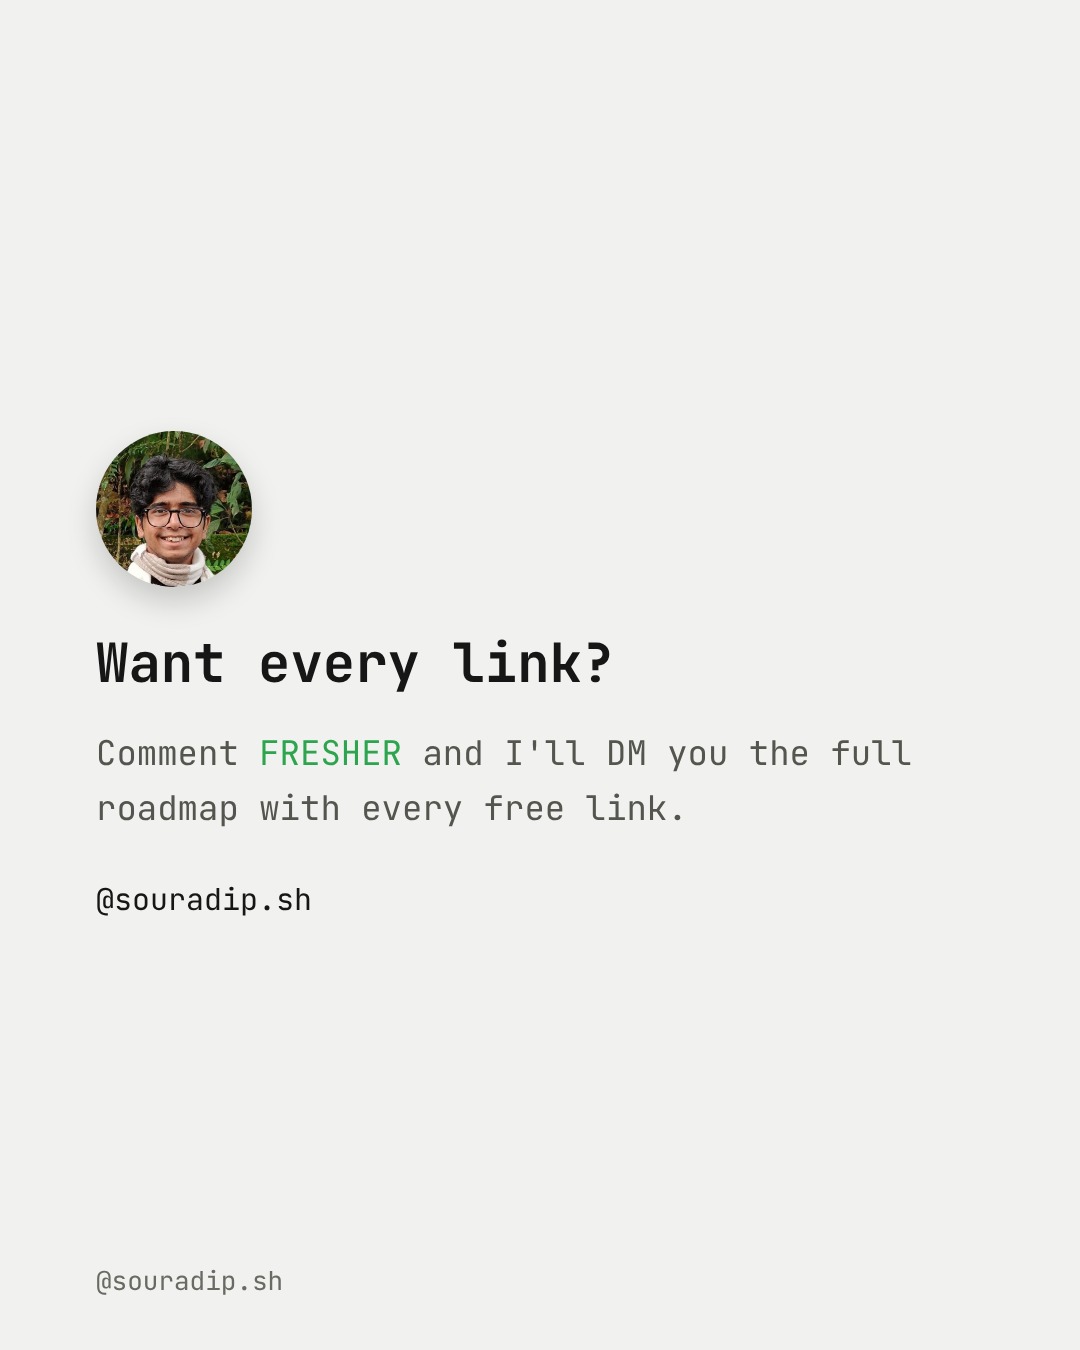 Want every link?
Comment FRESHER and I'll DM you the full
roadmap with every free link.
@souradip.sh
@souradip.sh